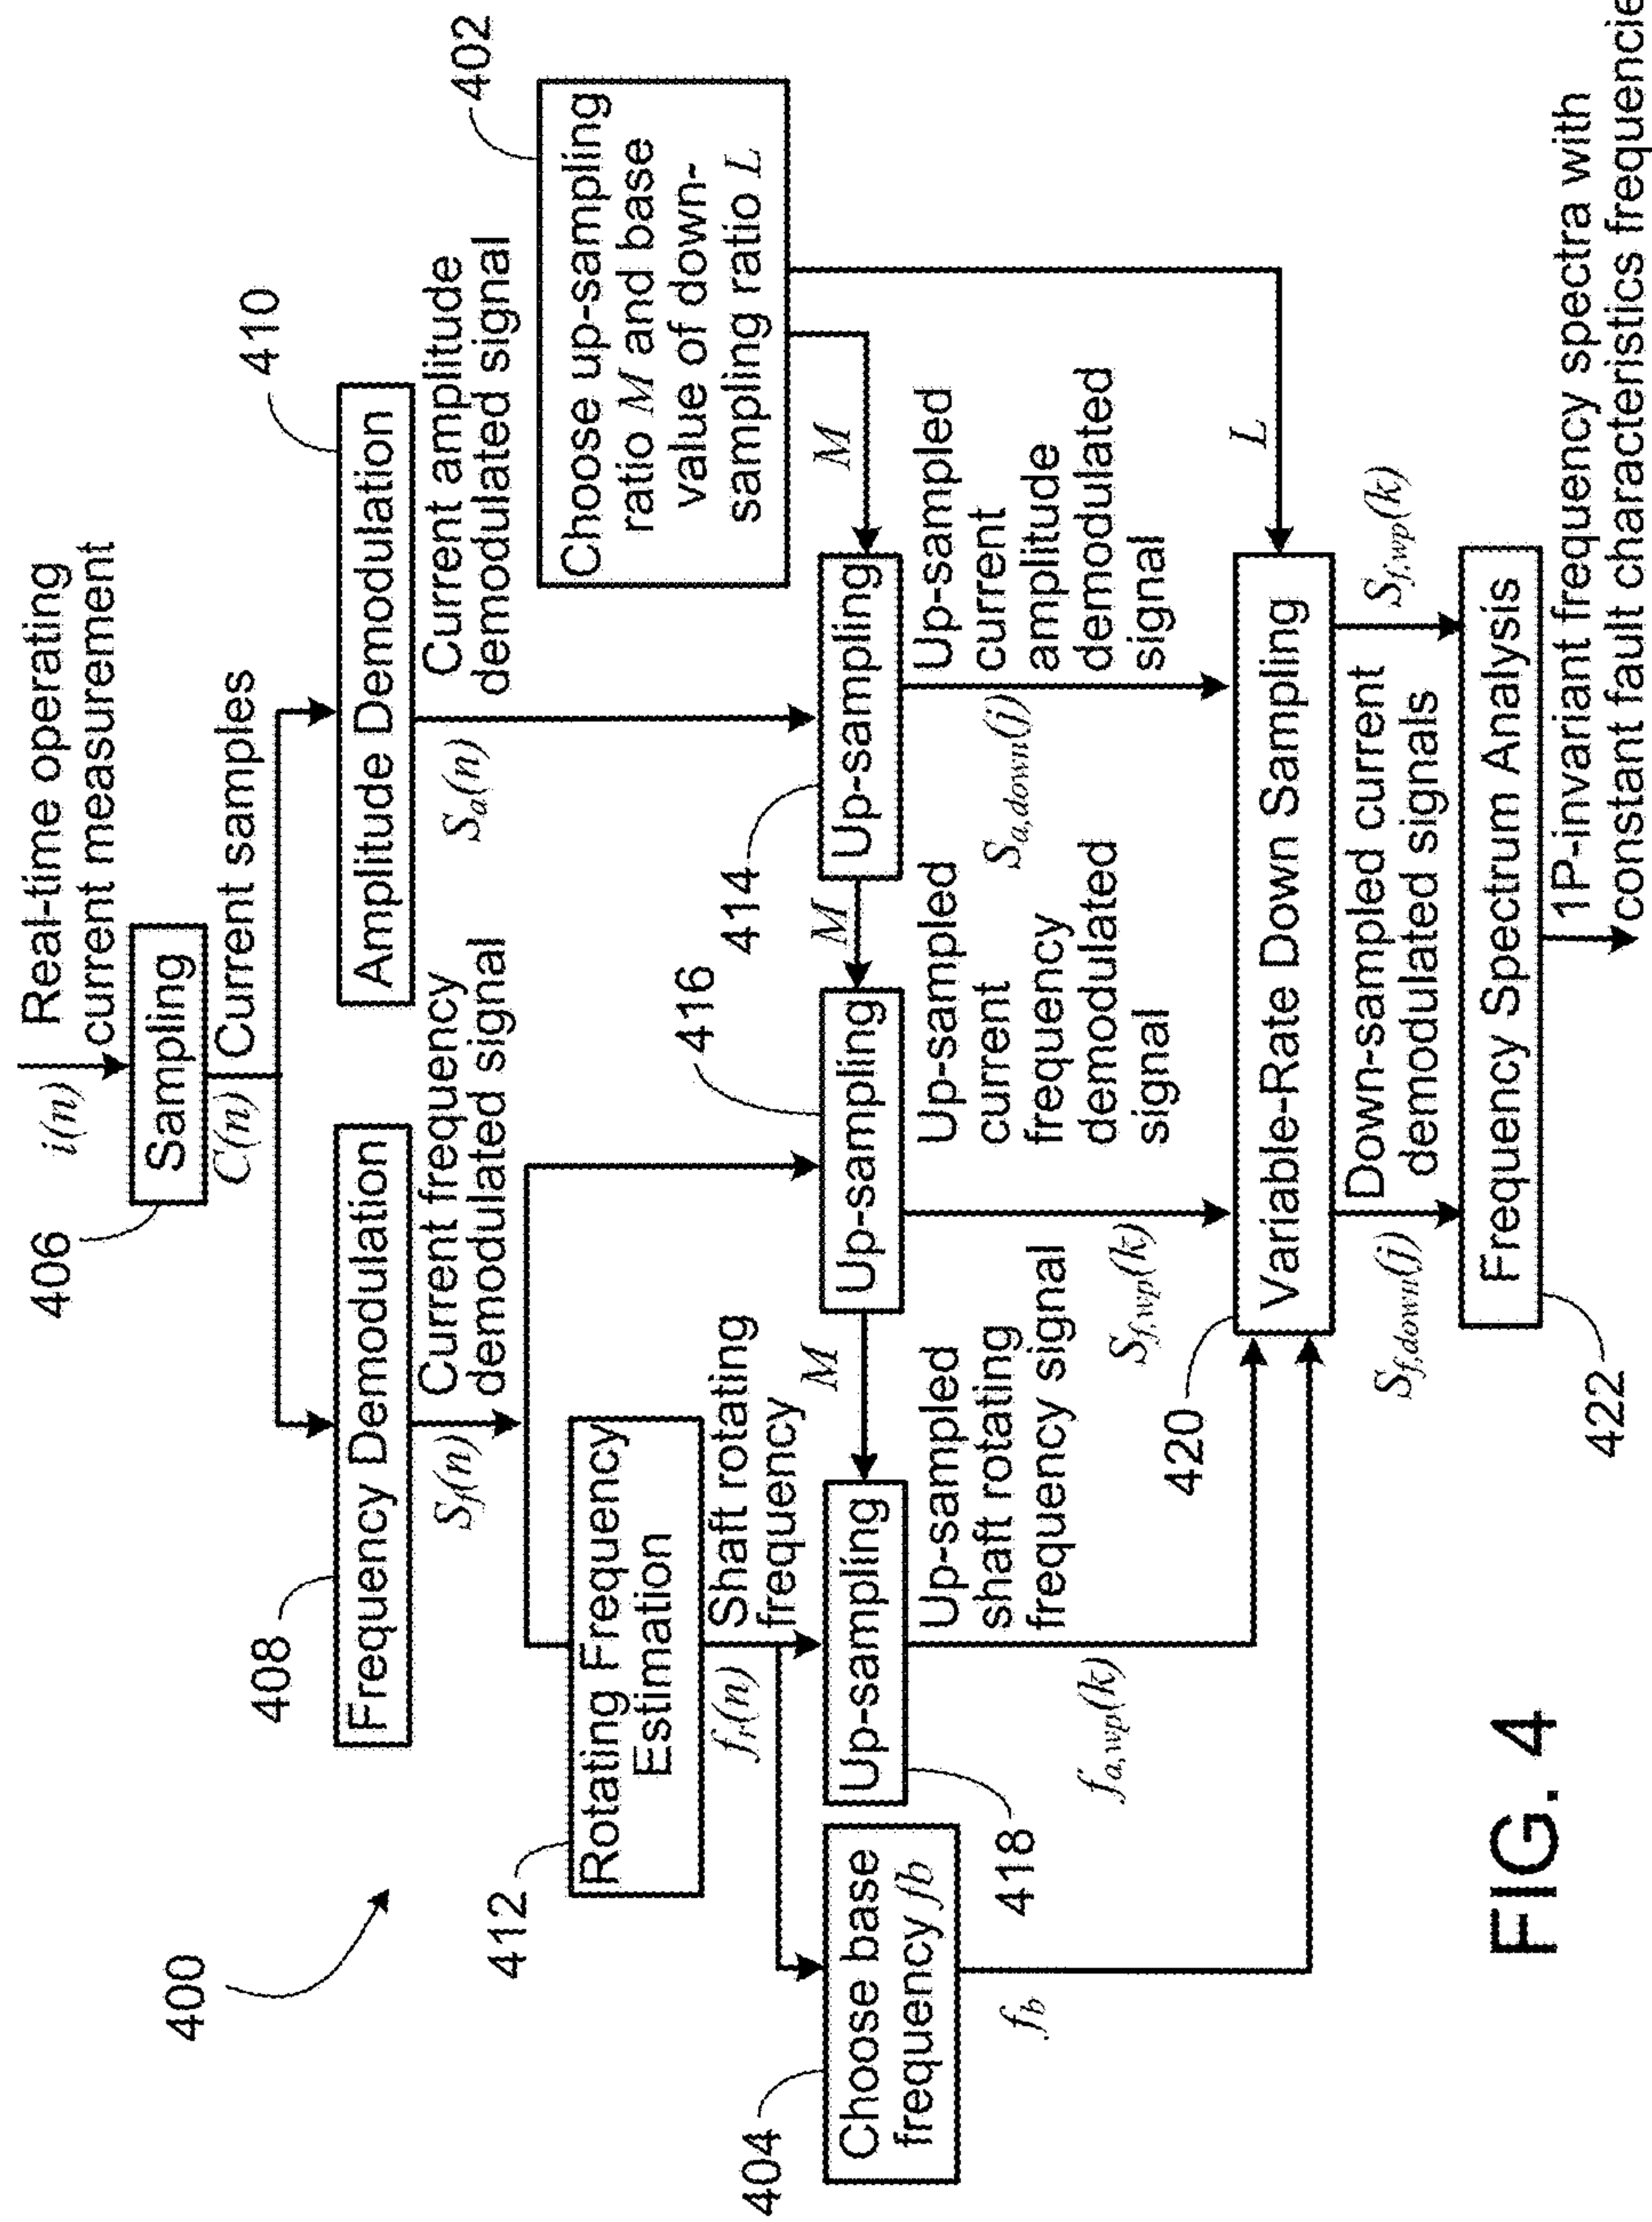 400
i(n)
Real-time operating
current measurement
406
Sampling
C(n)
Current samples
408
Frequency Demodulation
410
Amplitude Demodulation
Sf(n)
Current frequency
demodulated signal
Sa(n)
Current amplitude
demodulated signal
402
Choose up-sampling
ratio M and base
value of down-
sampling ratio L
412
Rotating Frequency
Estimation
fr(n)
Shaft rotating
frequency
404
Choose base
frequency fb
Up-sampling
418
M
416
Up-sampling
M
414
Up-sampling
M
fb
fa,wp(k)
Up-sampled
shaft rotating
frequency signal
Sf,wp(k)
Up-sampled
current
frequency
demodulated
signal
Sa,down(j)
Up-sampled
current
amplitude
demodulated
signal
L
420
Variable-Rate Down Sampling
Sf,down(j)
Down-sampled current
demodulated signals
Sf,wp(k)
422
Frequency Spectrum Analysis
1P-invariant frequency spectra with
constant fault characteristics frequencie
FIG. 4